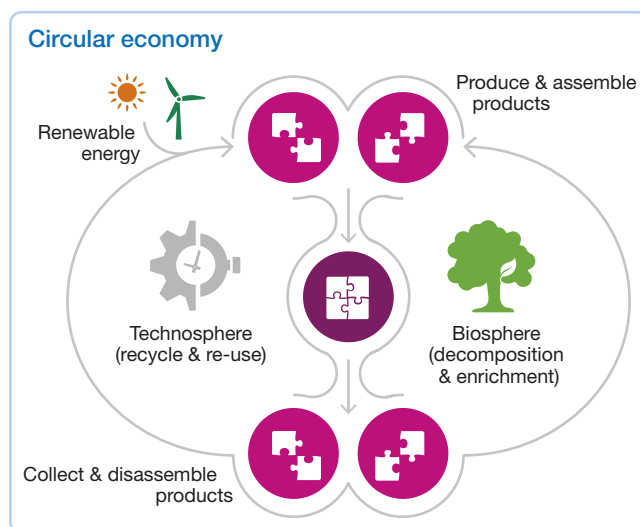 Circular economy
Produce & assemble
products
Renewable
energy
Technosphere
(recycle & re-use)
Biosphere
(decomposition
& enrichment)
Collect & disassemble
products